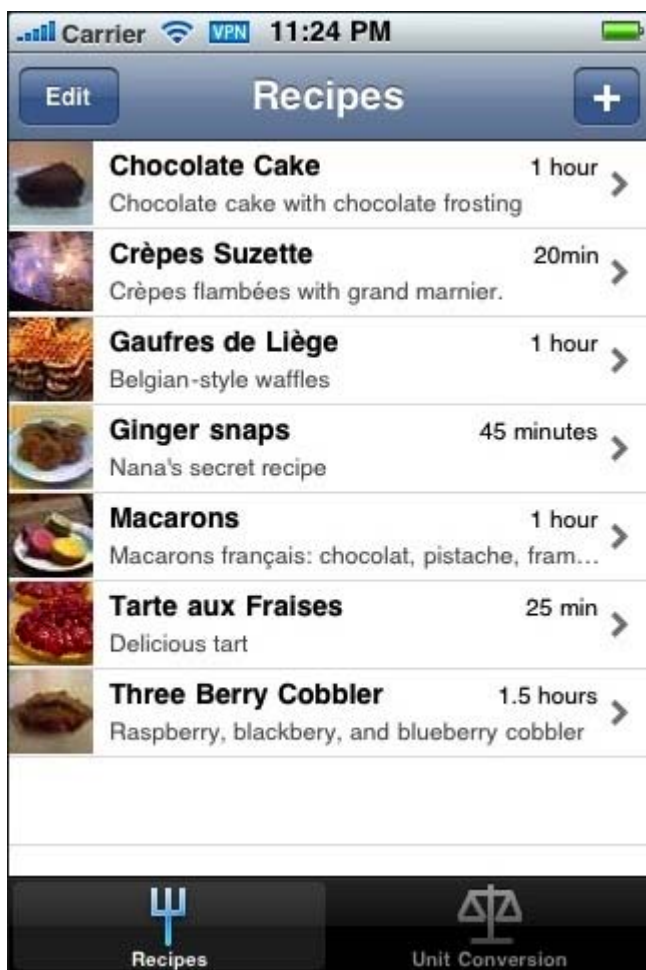 Carrier VPN 11:24 PM
Edit Recipes +
Chocolate Cake 1 hour
Chocolate cake with chocolate frosting
Crèpes Suzette 20min
Crèpes flambées with grand marnier.
Gaufres de Liège 1 hour
Belgian-style waffles
Ginger snaps 45 minutes
Nana's secret recipe
Macarons 1 hour
Macarons français: chocolat, pistache, fram...
Tarte aux Fraises 25 min
Delicious tart
Three Berry Cobbler 1.5 hours
Raspberry, blackbery, and blueberry cobbler
Recipes Unit Conversion